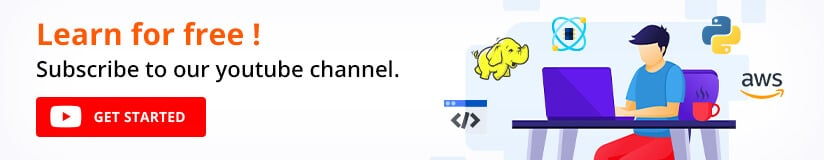 Learn for free !
Subscribe to our youtube channel.
GET STARTED
aws
</>